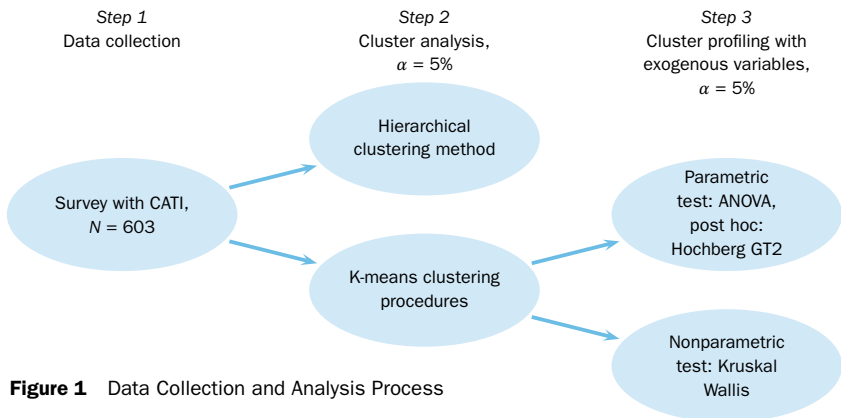 Step 1
Data collection
Step 2
Cluster analysis,
α = 5%
Step 3
Cluster profiling with
exogenous variables,
α = 5%
Hierarchical
clustering method
Survey with CATI,
N = 603
K-means clustering
procedures
Parametric
test: ANOVA,
post hoc:
Hochberg GT2
Nonparametric
test: Kruskal
Wallis
Figure 1 Data Collection and Analysis Process